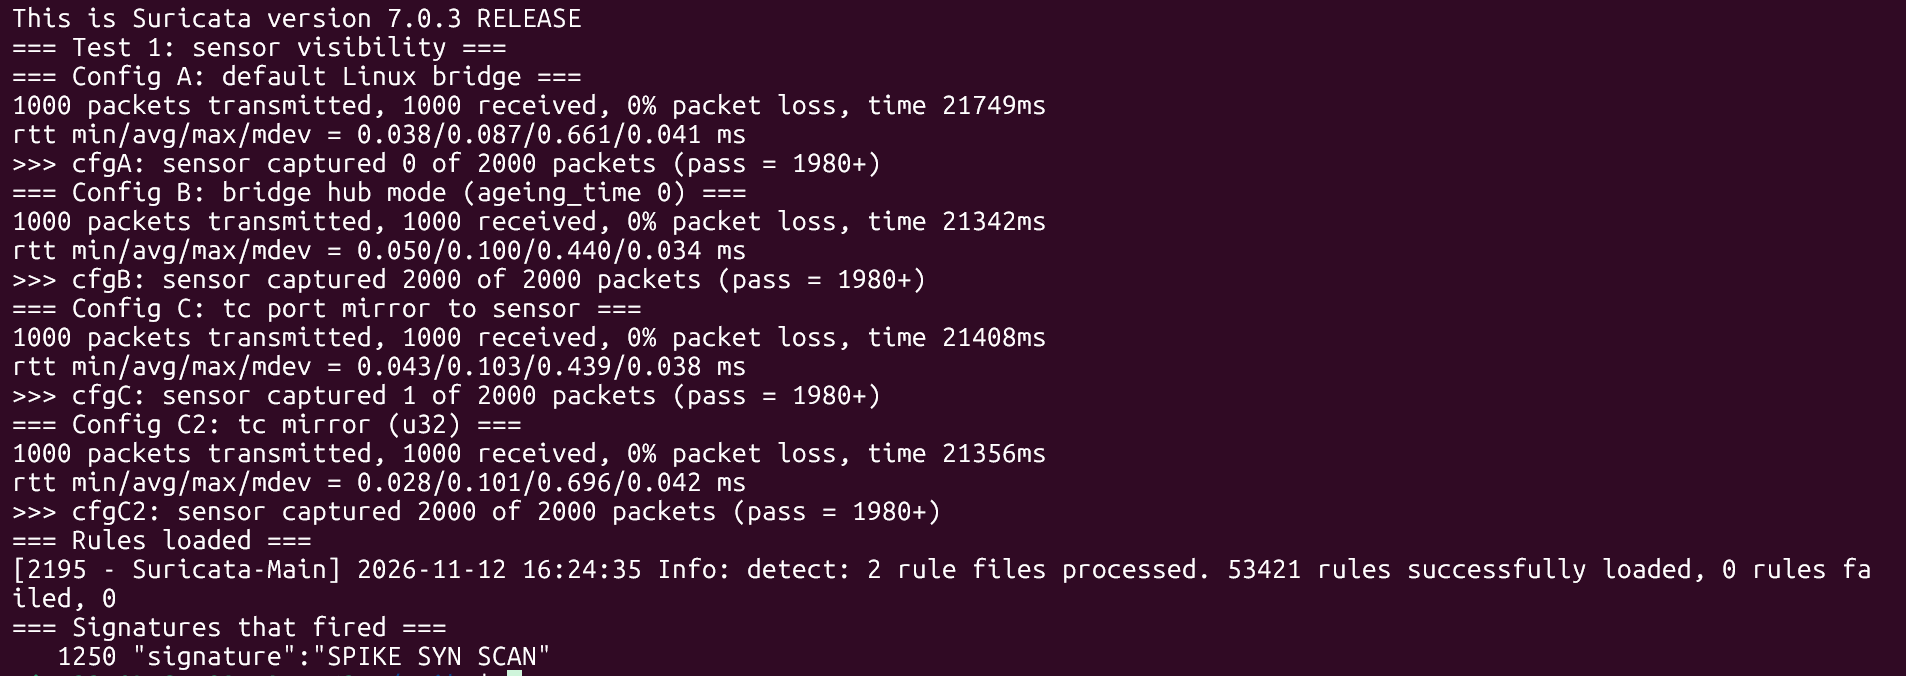 This is Suricata version 7.0.3 RELEASE
=== Test 1: sensor visibility ===
=== Config A: default Linux bridge ===
1000 packets transmitted, 1000 received, 0% packet loss, time 21749ms
rtt min/avg/max/mdev = 0.038/0.087/0.661/0.041 ms
>>> cfgA: sensor captured 0 of 2000 packets (pass = 1980+)
=== Config B: bridge hub mode (ageing_time 0) ===
1000 packets transmitted, 1000 received, 0% packet loss, time 21342ms
rtt min/avg/max/mdev = 0.050/0.100/0.440/0.034 ms
>>> cfgB: sensor captured 2000 of 2000 packets (pass = 1980+)
=== Config C: tc port mirror to sensor ===
1000 packets transmitted, 1000 received, 0% packet loss, time 21408ms
rtt min/avg/max/mdev = 0.043/0.103/0.439/0.038 ms
>>> cfgC: sensor captured 1 of 2000 packets (pass = 1980+)
=== Config C2: tc mirror (u32) ===
1000 packets transmitted, 1000 received, 0% packet loss, time 21356ms
rtt min/avg/max/mdev = 0.028/0.101/0.696/0.042 ms
>>> cfgC2: sensor captured 2000 of 2000 packets (pass = 1980+)
=== Rules loaded ===
[2195 - Suricata-Main] 2026-11-12 16:24:35 Info: detect: 2 rule files processed. 53421 rules successfully loaded, 0 rules fa
iled, 0
=== Signatures that fired ===
   1250 "signature":"SPIKE SYN SCAN"